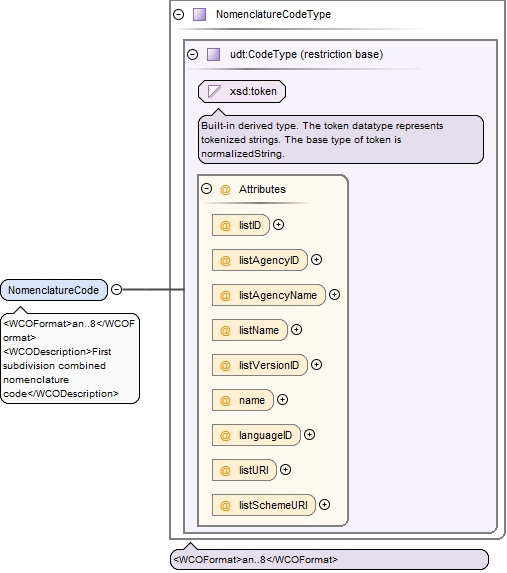 NomenclatureCodeType
udt:CodeType (restriction base)
xsd:token
Built-in derived type. The token datatype represents
tokenized strings. The base type of token is
normalizedString.
@ Attributes
@ listID
@ listAgencyID
@ listAgencyName
@ listName
@ listVersionID
@ name
@ languageID
@ listURI
@ listSchemeURI
NomenclatureCode
<WCOFormat>an..8</WCOF
ormat>
<WCODescription>First
subdivision combined
nomenclature
code</WCODescription>
<WCOFormat>an..8</WCOFormat>